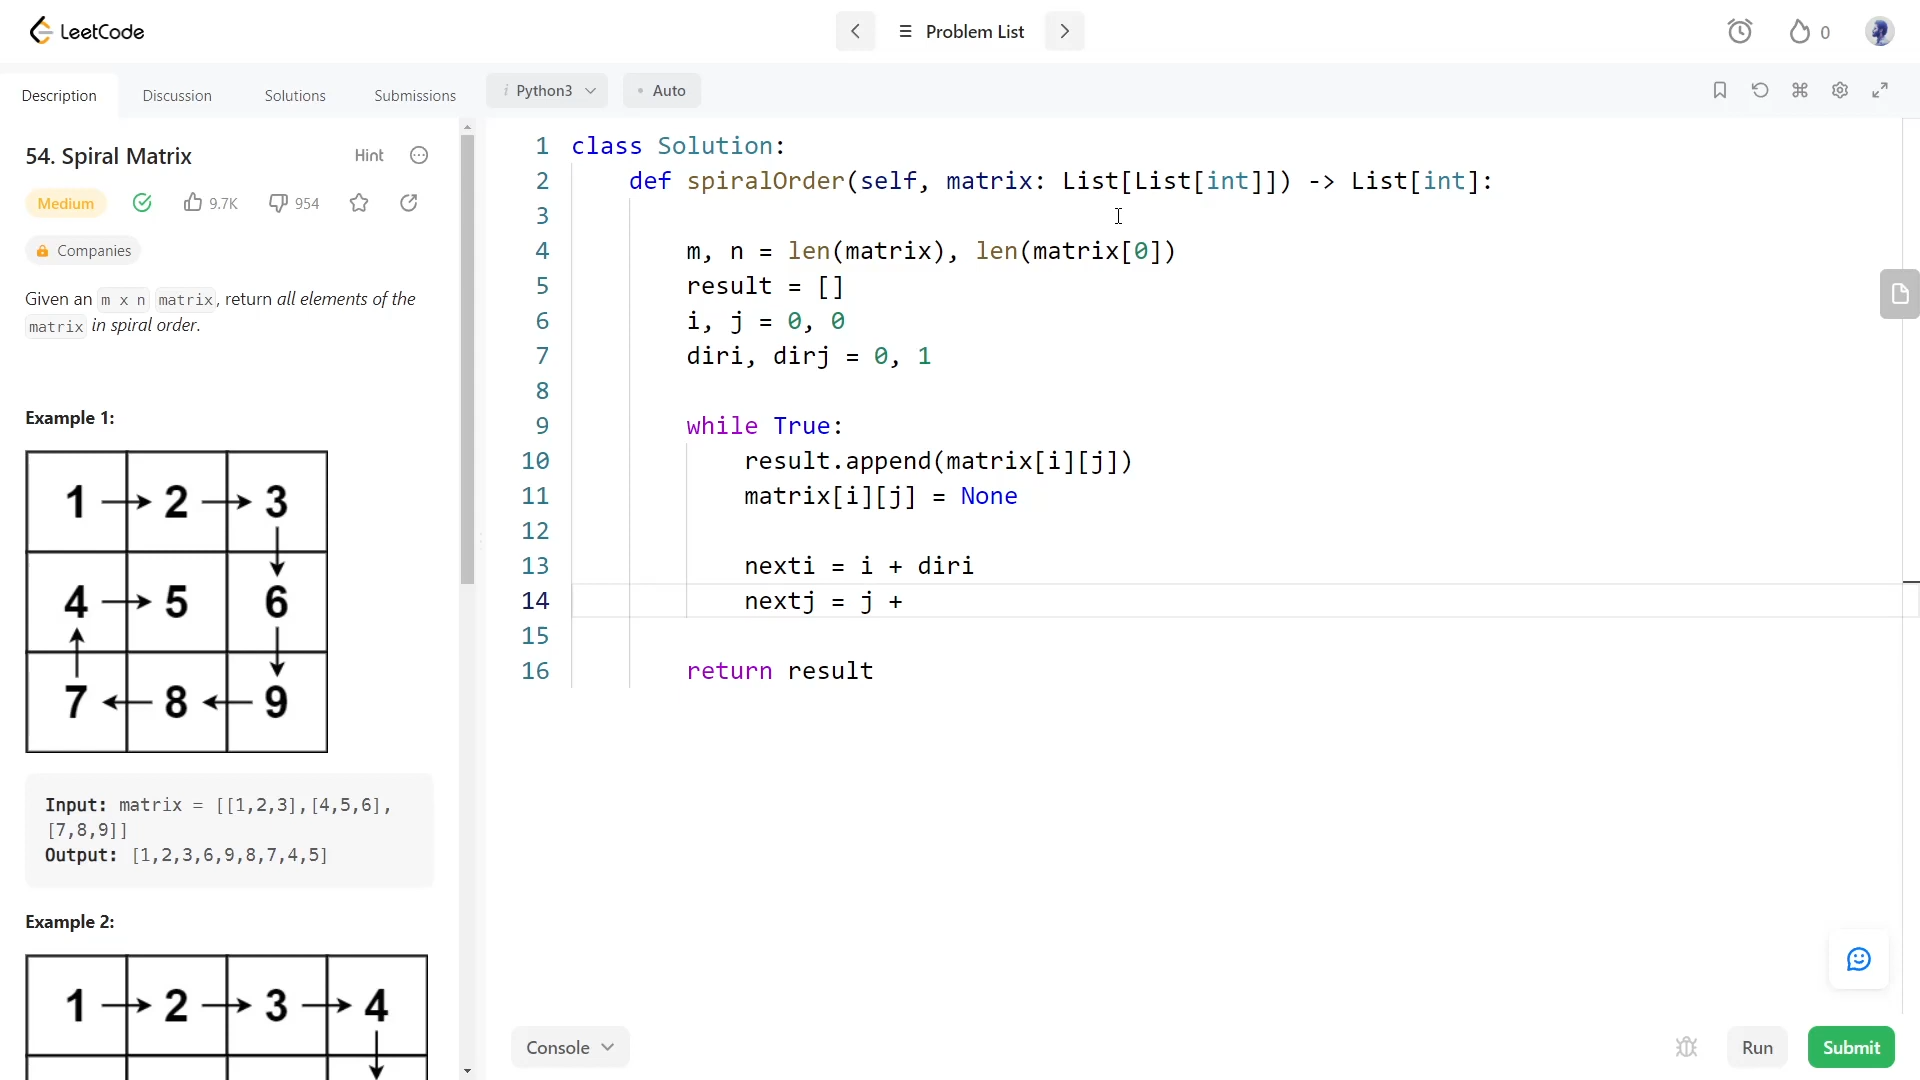 LeetCode
Problem List
0
Description
Discussion
Solutions
Submissions
i Python3
• Auto
54. Spiral Matrix
Hint
Medium
9.7K
954
Companies
Given an m x n matrix, return all elements of the
matrix in spiral order.
Example 1:
1 2 3
4 5 6
7 8 9
Input: matrix = [[1,2,3],[4,5,6],
[7,8,9]]
Output: [1,2,3,6,9,8,7,4,5]
Example 2:
1 2 3 4
1 class Solution:
2 def spiralOrder(self, matrix: List[List[int]]) -> List[int]:
3
4 m, n = len(matrix), len(matrix[0])
5 result = []
6 i, j = 0, 0
7 diri, dirj = 0, 1
8
9 while True:
10 result.append(matrix[i][j])
11 matrix[i][j] = None
12
13 nexti = i + diri
14 nextj = j +
15
16 return result
Console
Run
Submit